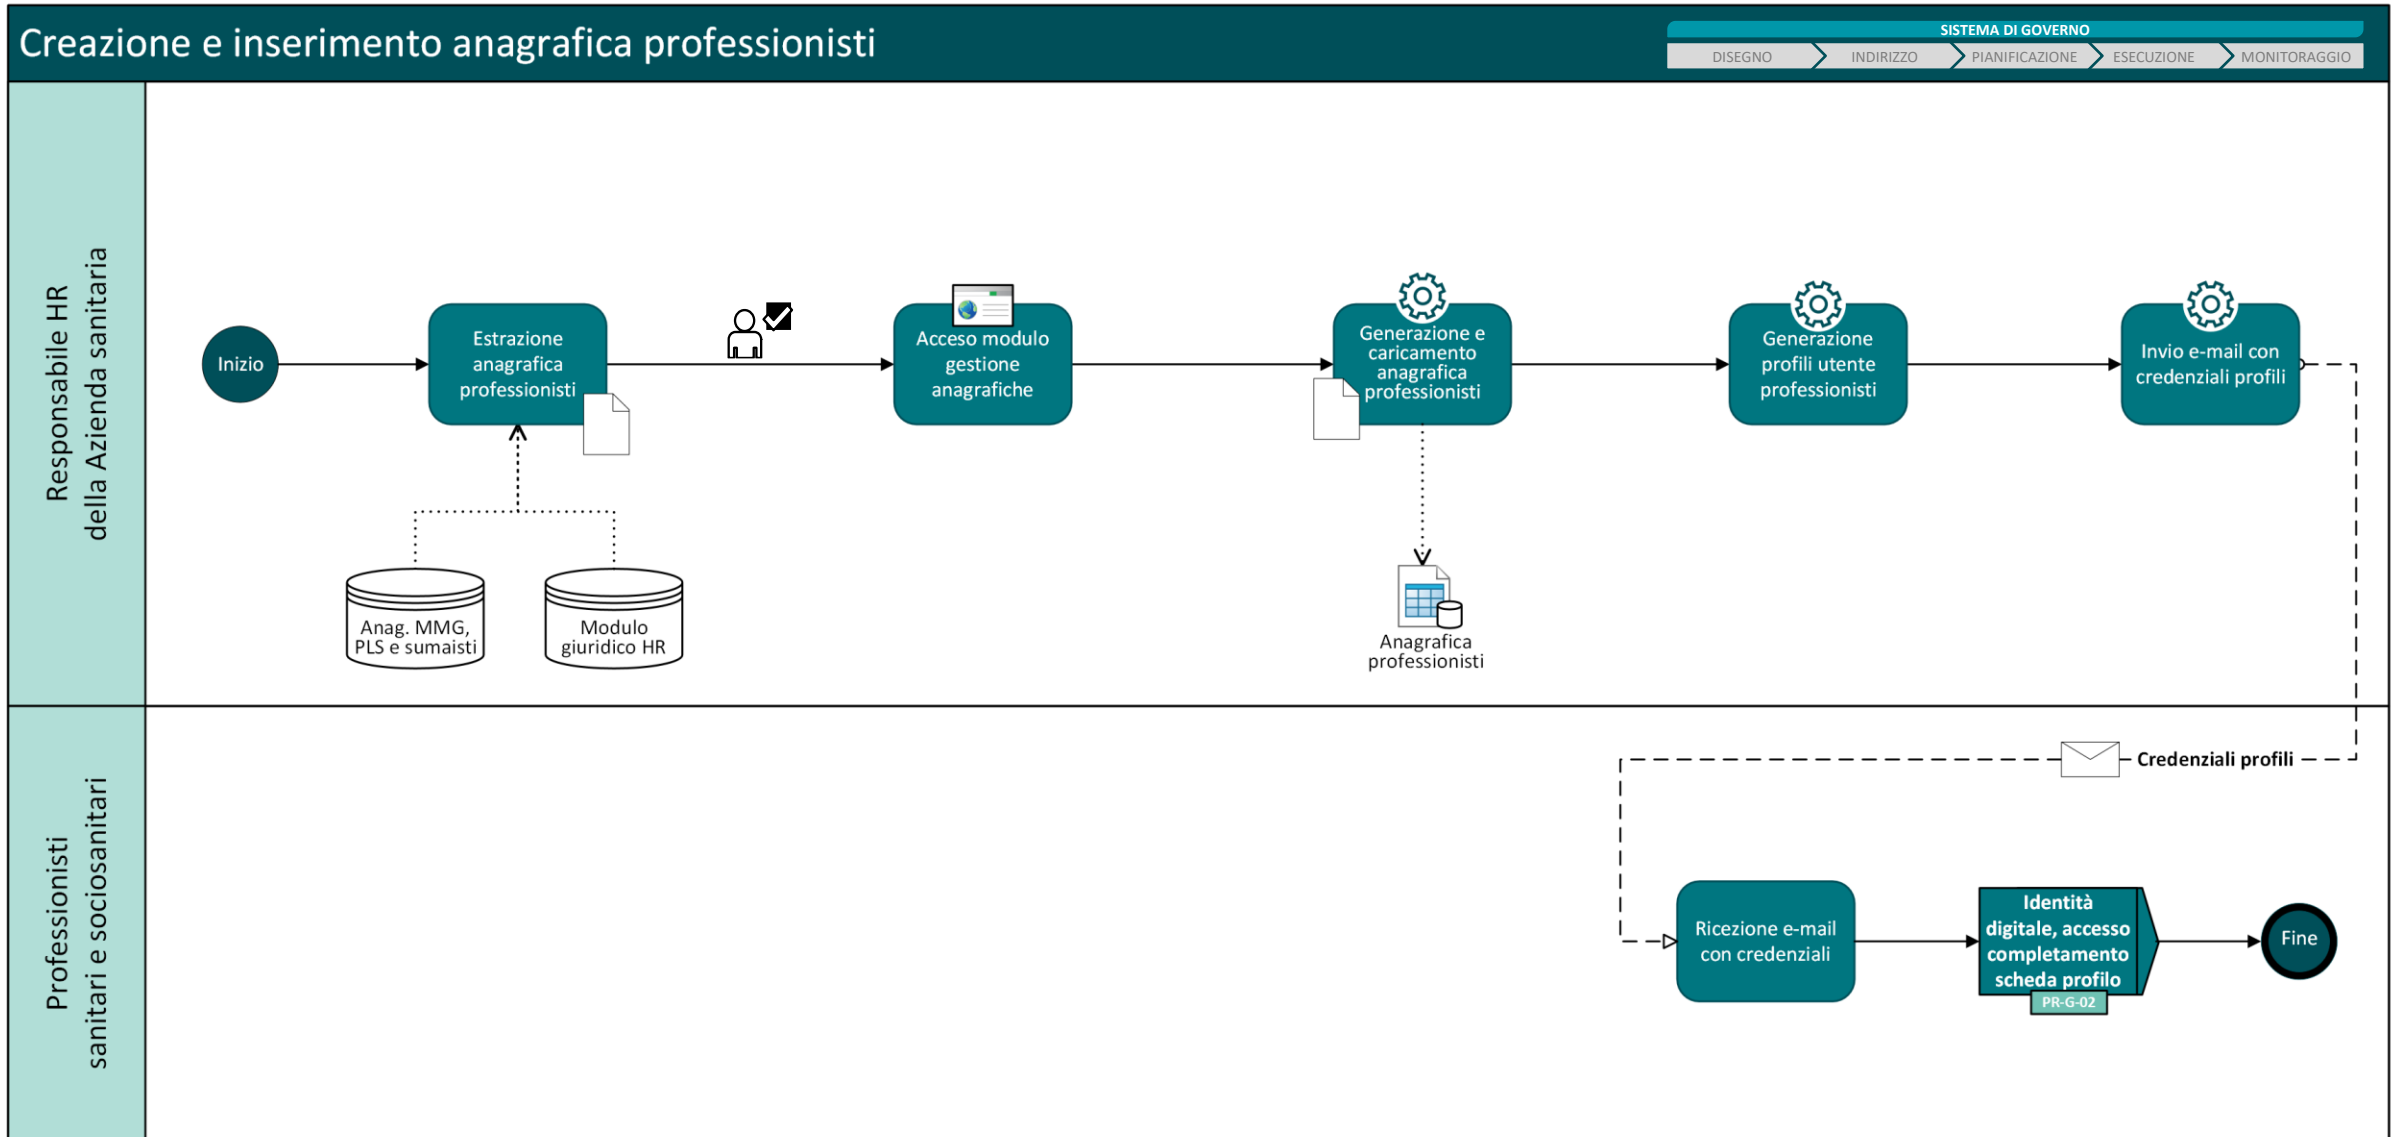 Creazione e inserimento anagrafica professionisti
SISTEMA DI GOVERNO
DISEGNO
INDIRIZZO
PIANIFICAZIONE
ESECUZIONE
MONITORAGGIO
Responsabile HR
della Azienda sanitaria
Inizio
Estrazione
anagrafica
professionisti
Acceso modulo
gestione
anagrafiche
Generazione e
caricamento
anagrafica
professionisti
Generazione
profili utente
professionisti
Invio e-mail con
credenziali profili
Anag. MMG,
PLS e sumaisti
Modulo
giuridico HR
Anagrafica
professionisti
Professionisti
sanitari e sociosanitari
Credenziali profili
Ricezione e-mail
con credenziali
Identità
digitale, accesso
completamento
scheda profilo
PR-G-02
Fine